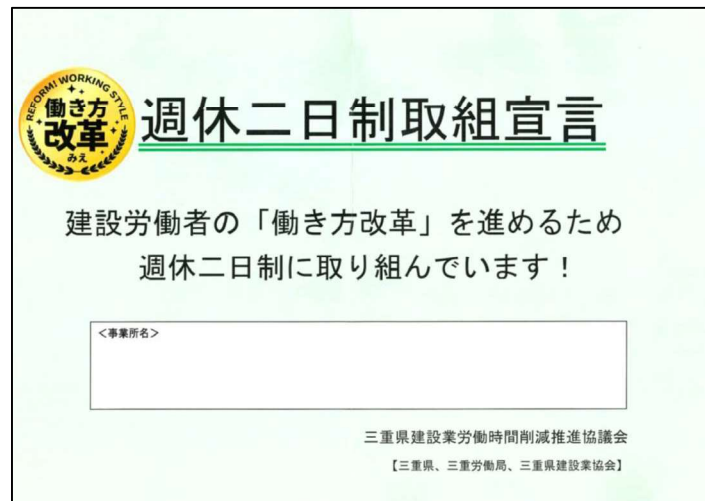 REFORM! WORKING STYLE
働き方
改革
みえ
週休二日制取組宣言
建設労働者の「働き方改革」を進めるため
週休二日制に取り組んでいます!
<事業所名>
三重県建設業労働時間削減推進協議会
【三重県、三重労働局、三重県建設業協会】